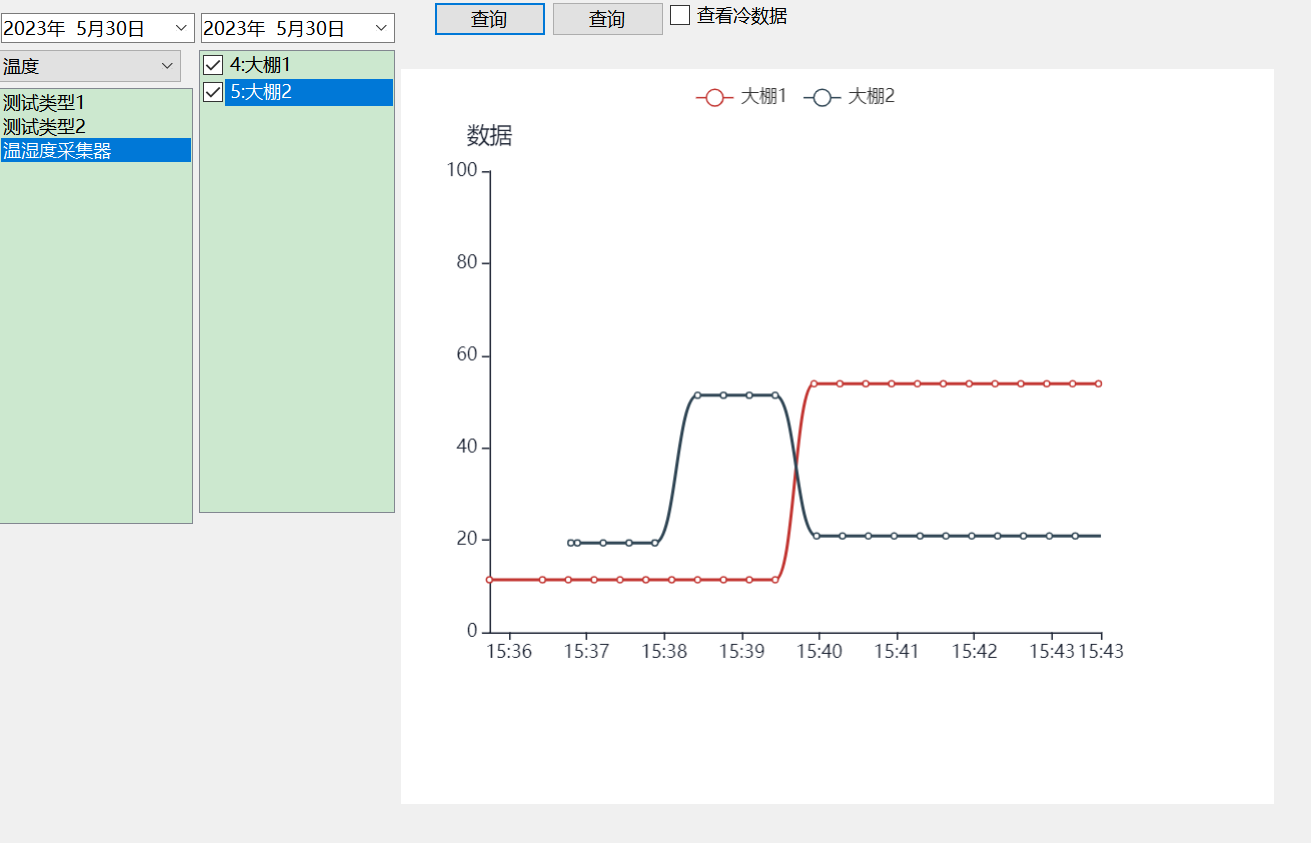 2023年 5月30日
2023年 5月30日
查询
查询
查看冷数据
温度
测试类型1
测试类型2
温湿度采集器
4:大棚1
5:大棚2
大棚1
大棚2
数据
100
80
60
40
20
0
15:36
15:37
15:38
15:39
15:40
15:41
15:42
15:43
15:43